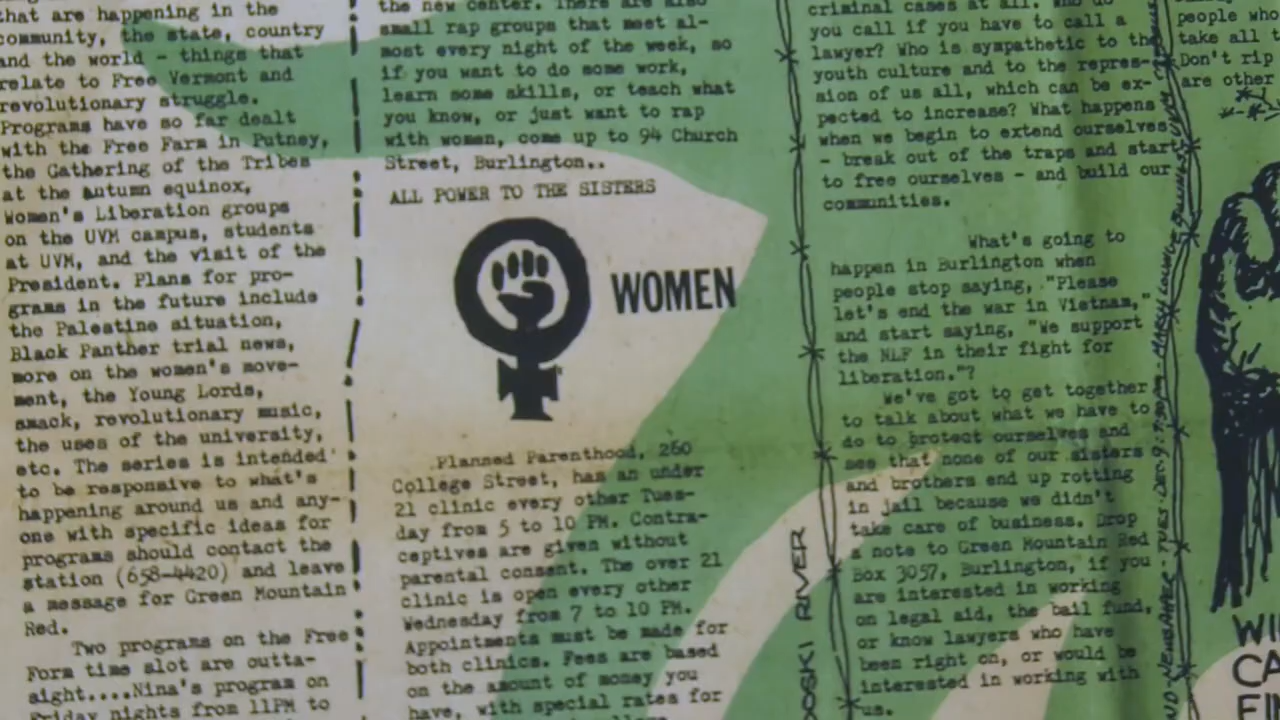 that are happening in the
community, the state, country
and the world - things that
relate to Free Vermont and
revolutionary struggle.
Programs have so far dealt
with the Free Farm in Putney,
the Gathering of the Tribes
at the autumn equinox,
Women's Liberation groups
on the UVM campus, students
at UVM, and the visit of the
President. Plans for pro-
grams in the future include
the Palestine situation,
Black Panther trial news,
more on the women's move-
ment, the Young Lords,
smack, revolutionary music,
the uses of the university,
etc. The series is intended
to be responsive to what's
happening around us and any-
one with specific ideas for
programs should contact the
station (658-4420) and leave
a message for Green Mountain
Red.
Two programs on the Free
Form time slot are outta-
sight....Nina's program on
Friday nights from 11PM to
the new center. There are also
small rap groups that meet al-
most every night of the week, so
if you want to do some work,
learn some skills, or teach what
you know, or just want to rap
with women, come up to 94 Church
Street, Burlington..
ALL POWER TO THE SISTERS
WOMEN
Planned Parenthood, 260
College Street, has an under
21 clinic every other Tues-
day from 5 to 10 PM. Contra-
ceptives are given without
parental consent. The over 21
clinic is open every other
Wednesday from 7 to 10 PM.
Appointments must be made for
both clinics. Fees are based
on the amount of money you
have, with special rates for
criminal cases at all. Who do
you call if you have to call a
lawyer? Who is sympathetic to the
youth culture and to the repres-
sion of us all, which can be ex-
pected to increase? What happens
when we begin to extend ourselves
- break out of the traps and start
to free ourselves - and build our
communities.
What's going to
happen in Burlington when
people stop saying, "Please
let's end the war in Vietnam,"
and start saying, "We support
the NLF in their fight for
liberation."?
We've got to get together
to talk about what we have to
do to protect ourselves and
see that none of our sisters
and brothers end up rotting
in jail because we didn't
take care of business. Drop
a note to Green Mountain Red
Box 3057, Burlington, if you
are interested in working
on legal aid, the bail fund,
or know lawyers who have
been right on, or would be
interested in working with
us.
OOSKI RIVER
people who
take all t
Don't rip
are other
WI
CA
FI